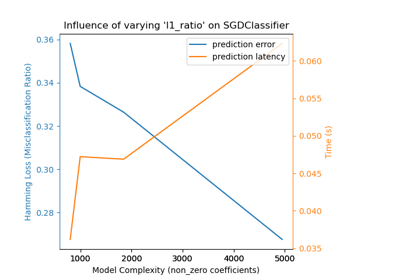 Influence of varying 'l1_ratio' on SGDClassifier
prediction error
prediction latency
0.36
0.34
0.32
0.30
0.28
Hamming Loss (Misclassification Ratio)
0.060
0.055
0.050
0.045
0.040
0.035
Time (s)
1000 2000 3000 4000 5000
Model Complexity (non_zero coefficients)